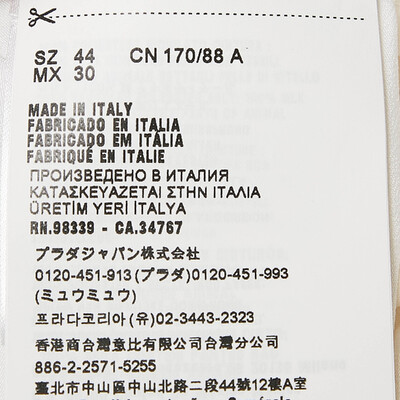 SZ 44 CN 170/88 A
MX 30
MADE IN ITALY
FABRICADO EN ITALIA
FABRICADO EM ITÁLIA
FABRIQUÉ EN ITALIE
ПРОИЗВЕДЕНО В ИТАЛИЯ
ΚΑΤΑΣΚΕΥΑΖΕΤΑΙ ΣΤΗΝ ΙΤΑΛΙΑ
ÜRETİM YERİ İTALYA
RN.98339 - CA.34767
プラダジャパン株式会社
0120-451-913(プラダ)0120-451-993
(ミュウミュウ)
프라다코리아(유)02-3443-2323
香港商台灣意比有限公司台灣分公司
886-2-2571-5255
臺北市中山區中山北路二段44號12樓A室